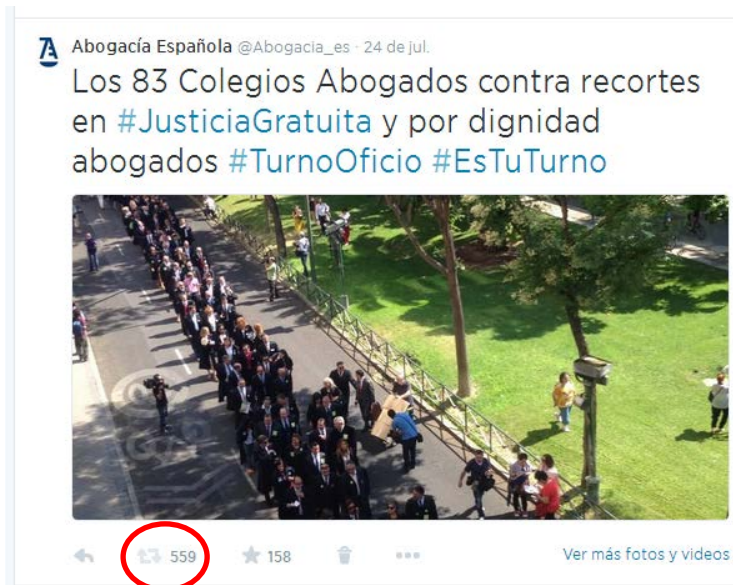 Abogacía Española @Abogacia_es · 24 de jul.
Los 83 Colegios Abogados contra recortes
en #JusticiaGratuita y por dignidad
abogados #TurnoOficio #EsTuTurno
559 158 Ver más fotos y videos